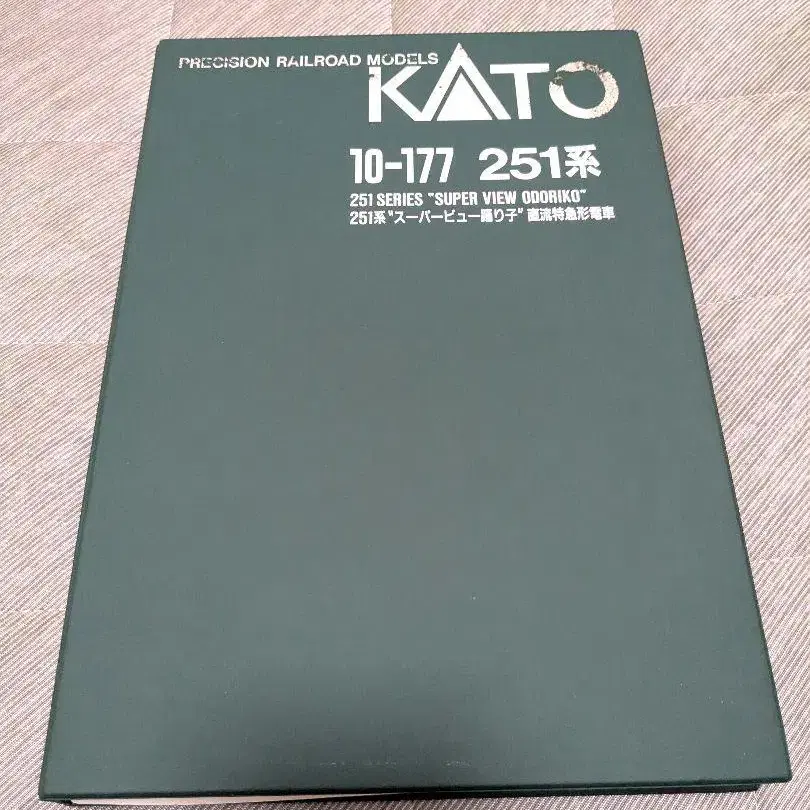 PRECISION RAILROAD MODELS
KATO
10-177 251系
251 SERIES "SUPER VIEW ODORIKO"
251系"スーパービュー踊り子" 直流特急形電車